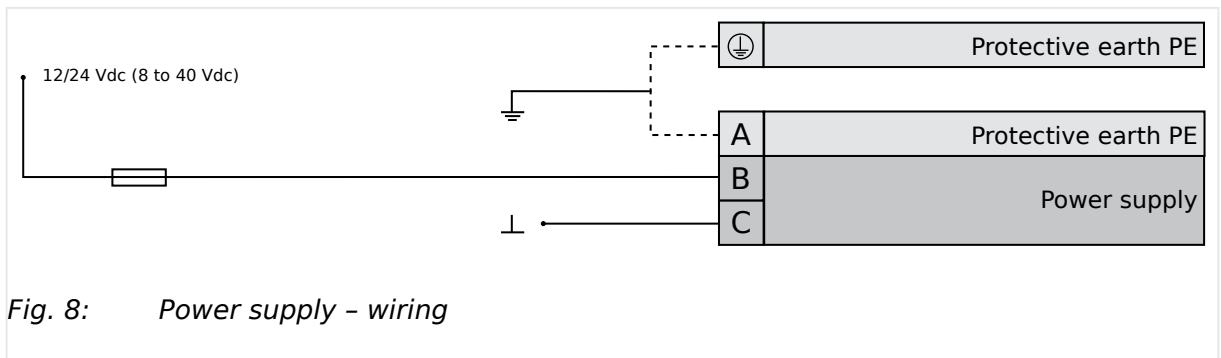 Protective earth PE
12/24 Vdc (8 to 40 Vdc)
A Protective earth PE
B
Power supply
C
Fig. 8: Power supply – wiring